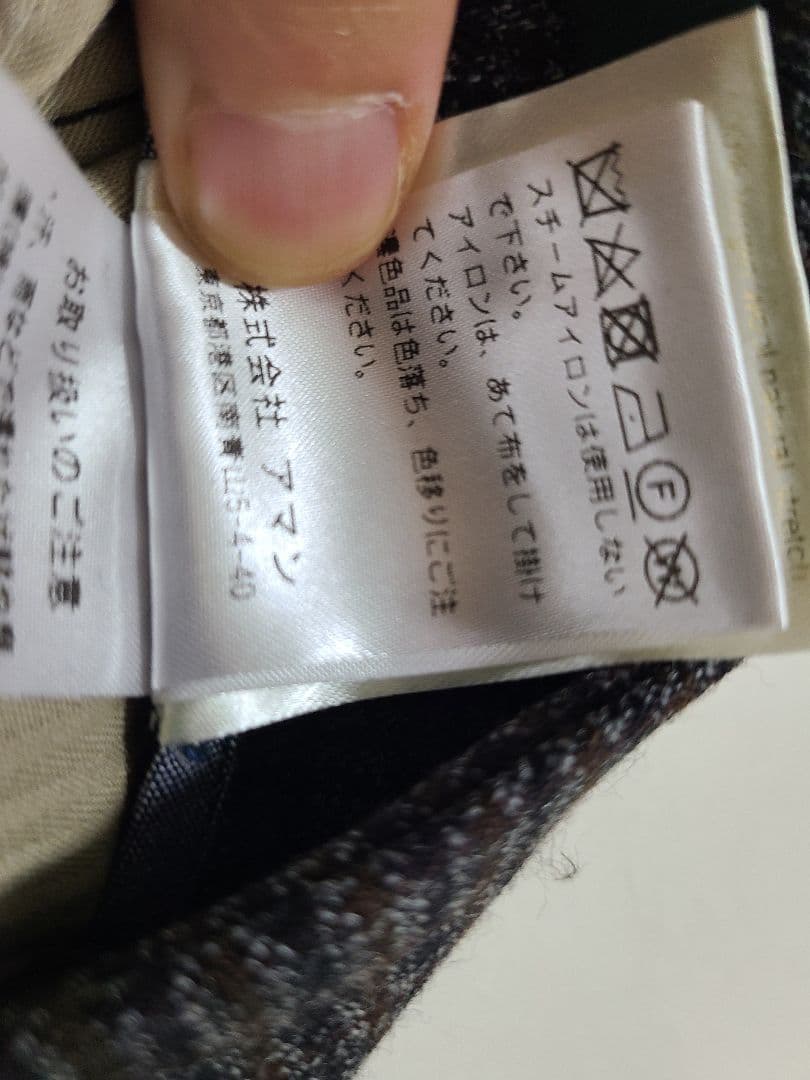 F W
スチームアイロンは使用しない
で下さい。
アイロンは、あて布をして掛け
てください。
濃色品は色落ち、色移りにご注
ください。
株式会社 アマン
東京都港区南青山5-4-40
お取り扱いのご注意
natural stretch